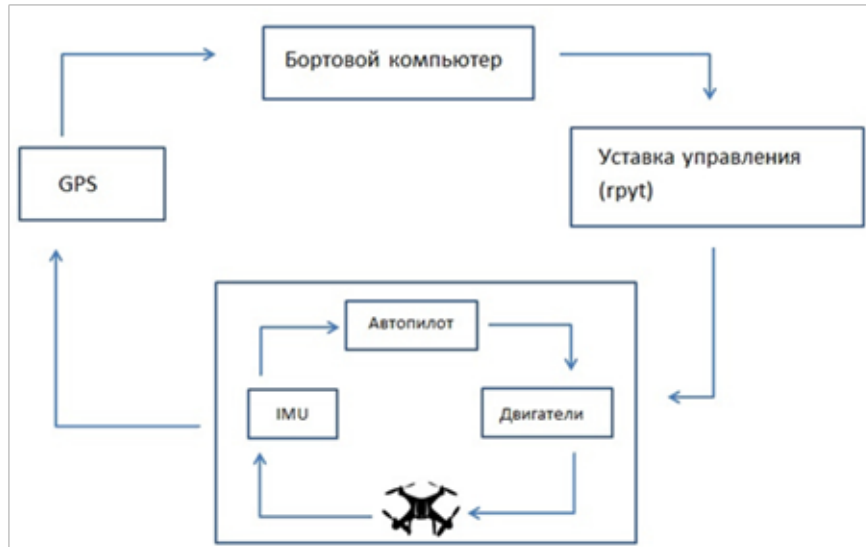 Бортовой компьютер
GPS
Уставка управления
(rpyt)
Автопилот
IMU
Двигатели